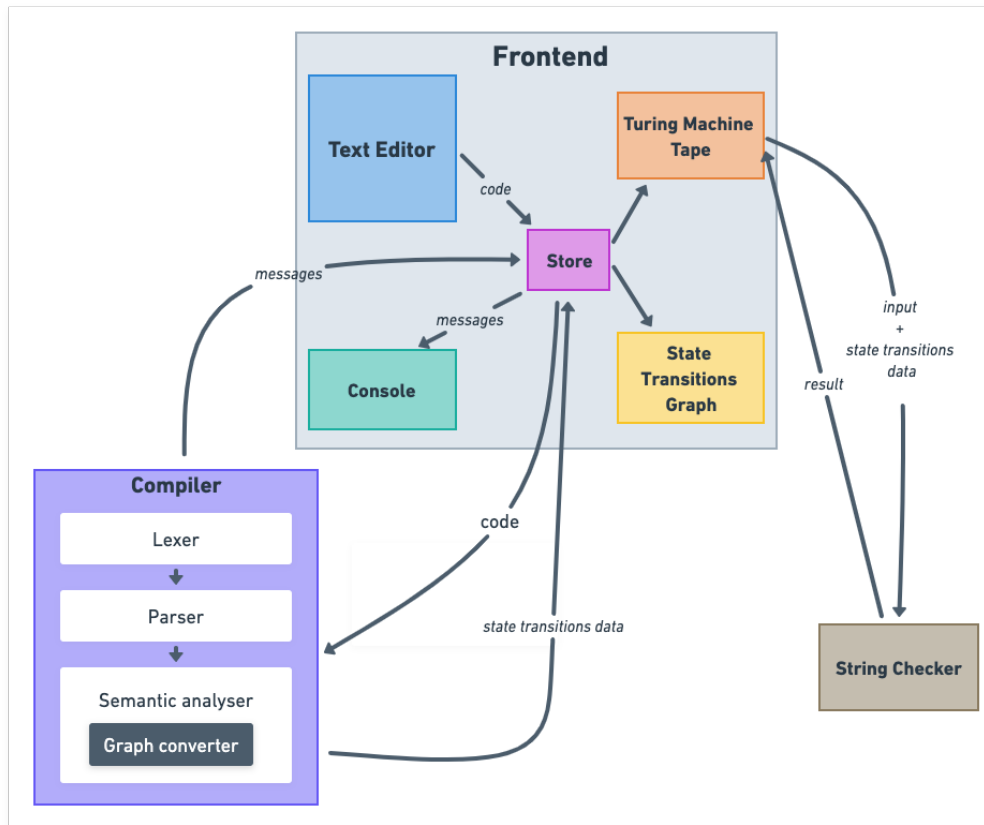 Frontend
Text Editor
Turing Machine
Tape
code
Store
messages
messages
input
+
state transitions
data
State
Transitions
Graph
Console
result
Compiler
Lexer
code
Parser
state transitions data
String Checker
Semantic analyser
Graph converter